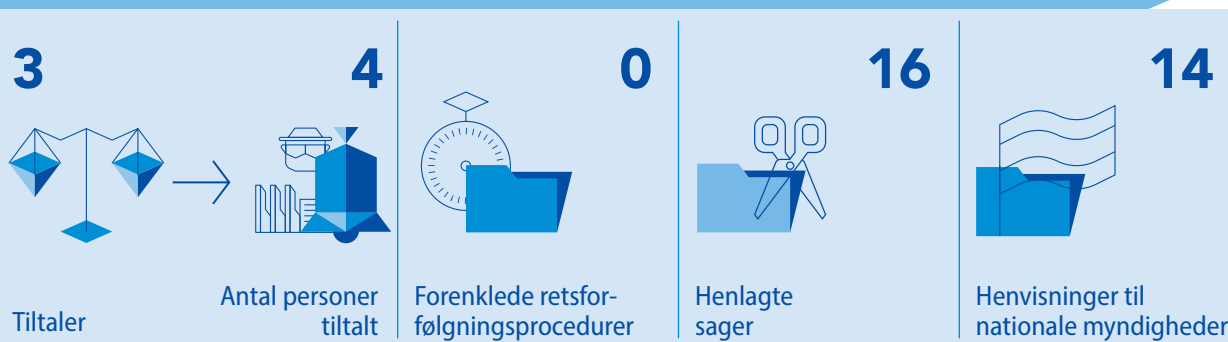 3
Tiltaler
4
Antal personer
tiltalt
0
Forenklede retsfor-
følgningsprocedurer
16
Henlagte
sager
14
Henvisninger til
nationale myndigheder